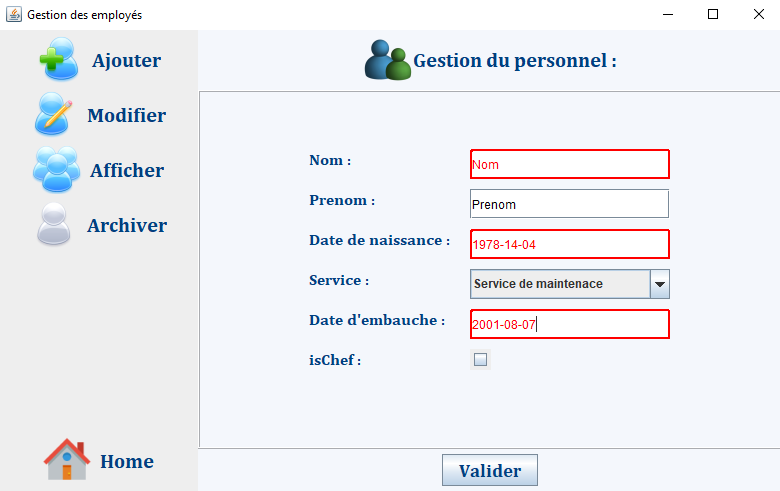 Gestion des employés
Ajouter
Modifier
Afficher
Archiver
Home
Gestion du personnel :
Nom : Nom
Prenom : Prenom
Date de naissance : 1978-14-04
Service : Service de maintenace
Date d'embauche : 2001-08-07
isChef :
Valider